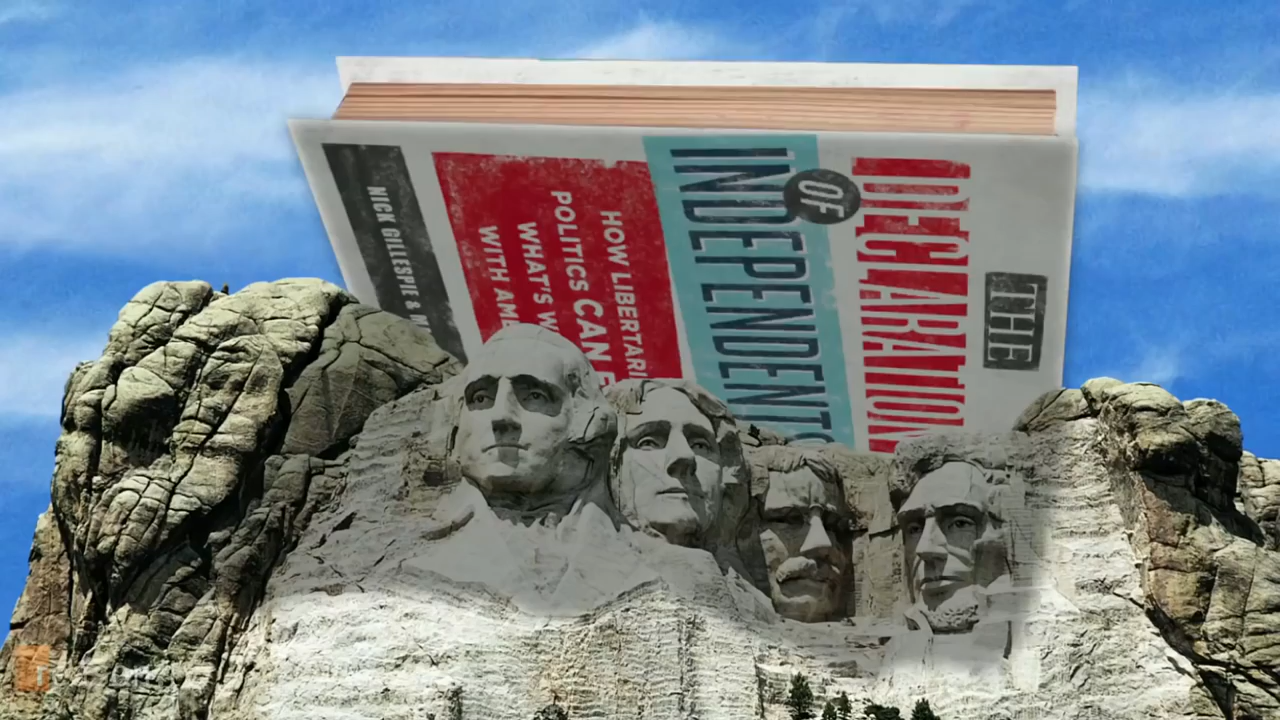 THE
DECLARATION
OF
INDEPENDENTS
HOW LIBERTARI
POLITICS CAN F
WHAT'S W
WITH AM
NICK GILLESPIE &